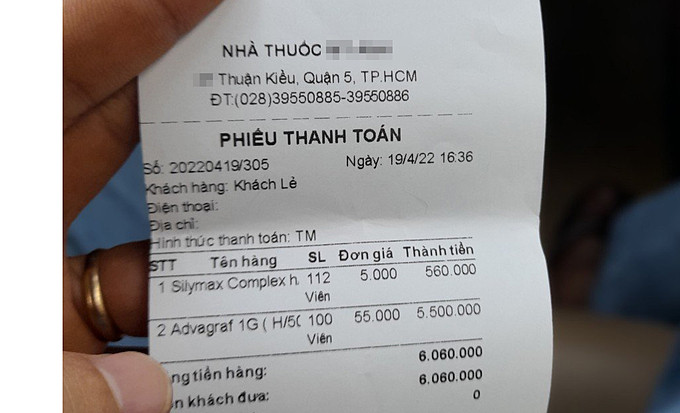 NHÀ THUỐC
Thuận Kiều, Quận 5, TP.HCM
ĐT:(028)39550885-39550886
PHIẾU THANH TOÁN
Số: 20220419/305 Ngày: 19/4/22 16:36
Khách hàng: Khách Lẻ
Điện thoại:
Địa chỉ:
Hình thức thanh toán: TM
STT Tên hàng SL Đơn giá Thành tiền
1 Silymax Complex h. 112 5.000 560.000
Viên
2 Advagraf 1G ( H/50 100 55.000 5.500.000
Viên
ng tiền hàng: 6.060.000
n khách đưa: 6.060.000
0